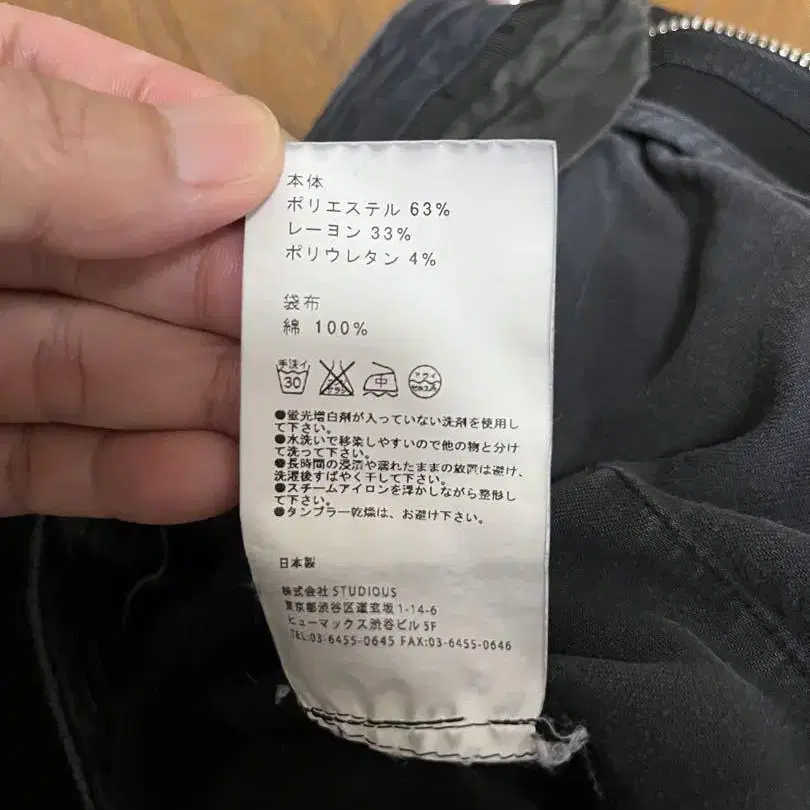 本体
ポリエステル 63%
レーヨン 33%
ポリウレタン 4%
袋布
綿 100%
手洗イ
30
中
●蛍光増白剤が入っていない洗剤を使用し
て下さい。
●水洗いで移染しやすいので他の物と分け
て洗って下さい。
●長時間の浸漬や濡れたままの放置は避け、
洗濯後すばやく干して下さい。
●スチームアイロンを浮かしながら整形し
て下さい。
●タンブラー乾燥は、お避け下さい。
日本製
株式会社 STUDIOUS
東京都渋谷区道玄坂1-14-6
ヒューマックス渋谷ビル 5F
TEL:03-6455-0645 FAX:03-6455-0646